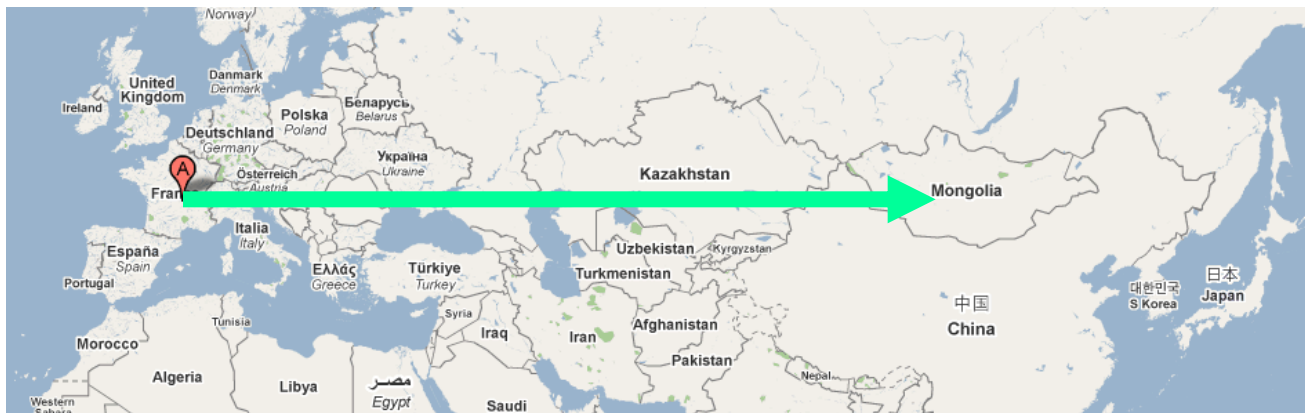 Norway
Danmark
Denmark
United
Kingdom
Ireland
Polska
Poland
Беларусь
Belarus
Deutschland
Germany
Україна
Ukraine
Österreich
Austria
A
Fran
Kazakhstan
Mongolia
Italia
Italy
España
Spain
Portugal
Ελλάς
Greece
Türkiye
Turkey
Uzbekistan
Kyrgyzstan
Turkmenistan
日本
Japan
대한민국
S Korea
中国
China
Syria
Iraq
Iran
Afghanistan
Pakistan
Nepal
Tunisia
Morocco
Algeria
Libya
مصر
Egypt
Saudi
Western
Sahara